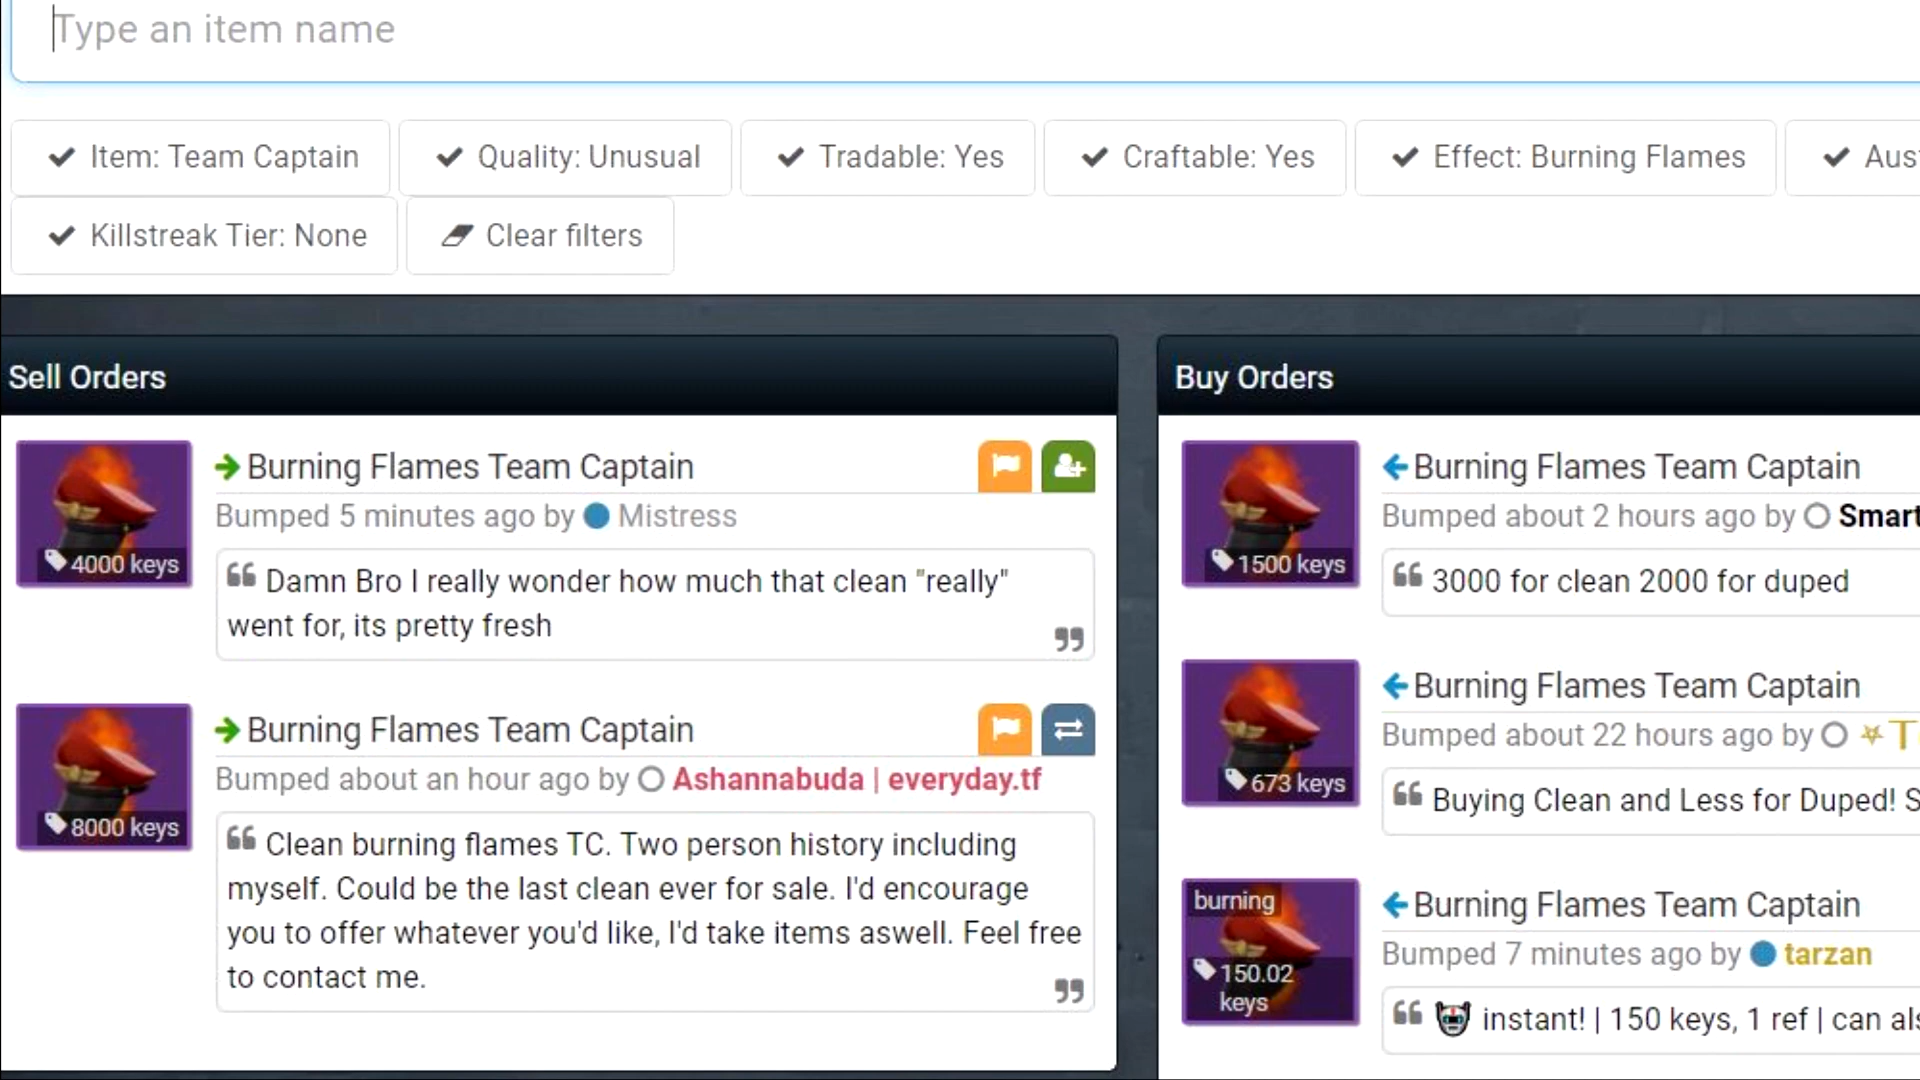 Type an item name
Item: Team Captain
Quality: Unusual
Tradable: Yes
Craftable: Yes
Effect: Burning Flames
Killstreak Tier: None
Clear filters
Sell Orders
Burning Flames Team Captain
Bumped 5 minutes ago by Mistress
4000 keys
Damn Bro I really wonder how much that clean "really"
went for, its pretty fresh
Burning Flames Team Captain
Bumped about an hour ago by Ashannabuda | everyday.tf
8000 keys
Clean burning flames TC. Two person history including
myself. Could be the last clean ever for sale. I'd encourage
you to offer whatever you'd like, I'd take items aswell. Feel free
to contact me.
Buy Orders
Burning Flames Team Captain
Bumped about 2 hours ago by Smart
1500 keys
3000 for clean 2000 for duped
Burning Flames Team Captain
Bumped about 22 hours ago by
673 keys
Buying Clean and Less for Duped!
burning
Burning Flames Team Captain
Bumped 7 minutes ago by tarzan
150.02
keys
instant! | 150 keys, 1 ref | can